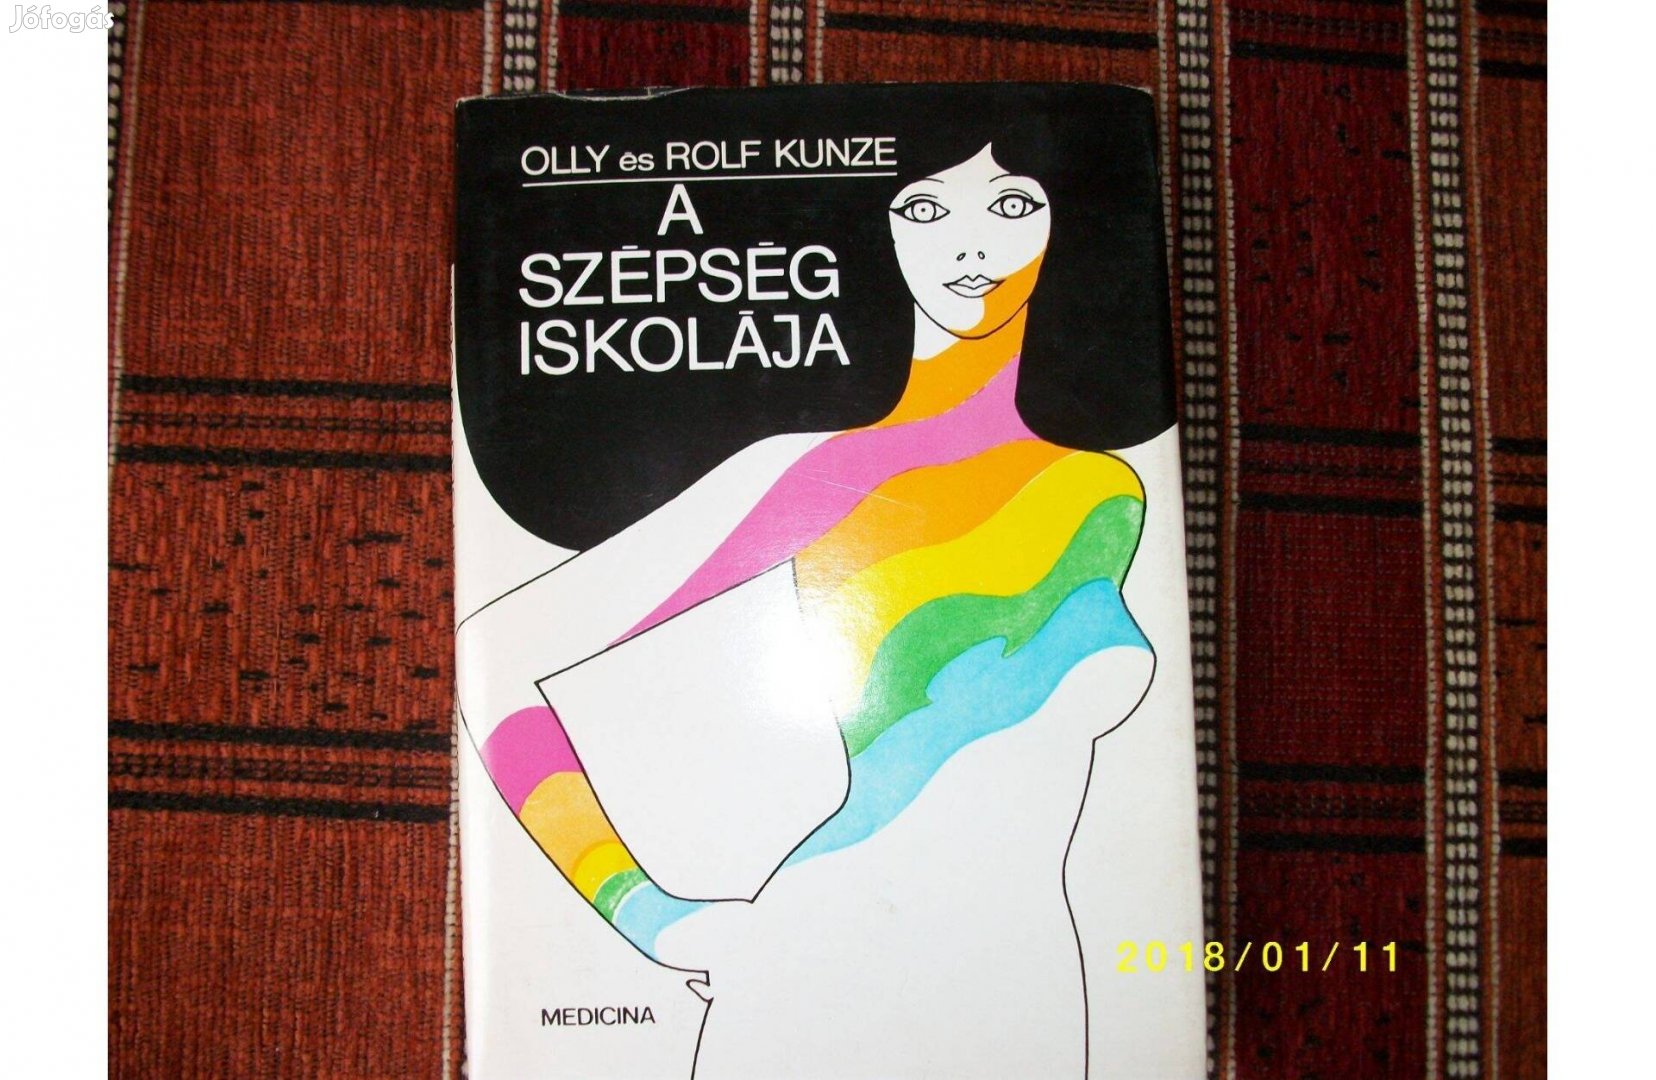 Jófogás
OLLY és ROLF KUNZE
A
SZÉPSÉG
ISKOLÁJA
2018/01/11
MEDICINA